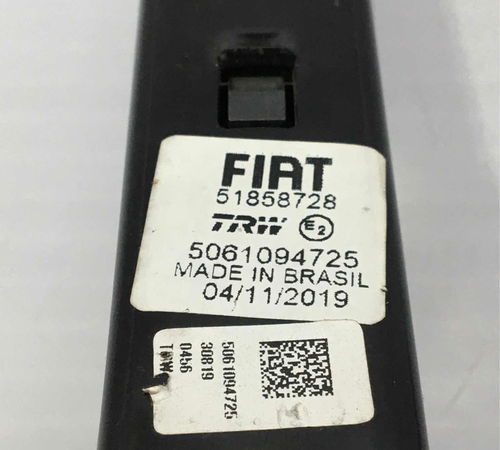 FIAT
51858728
TRW E2
5061094725
MADE IN BRASIL
04/11/2019
5061094725
30819
0456
TRW